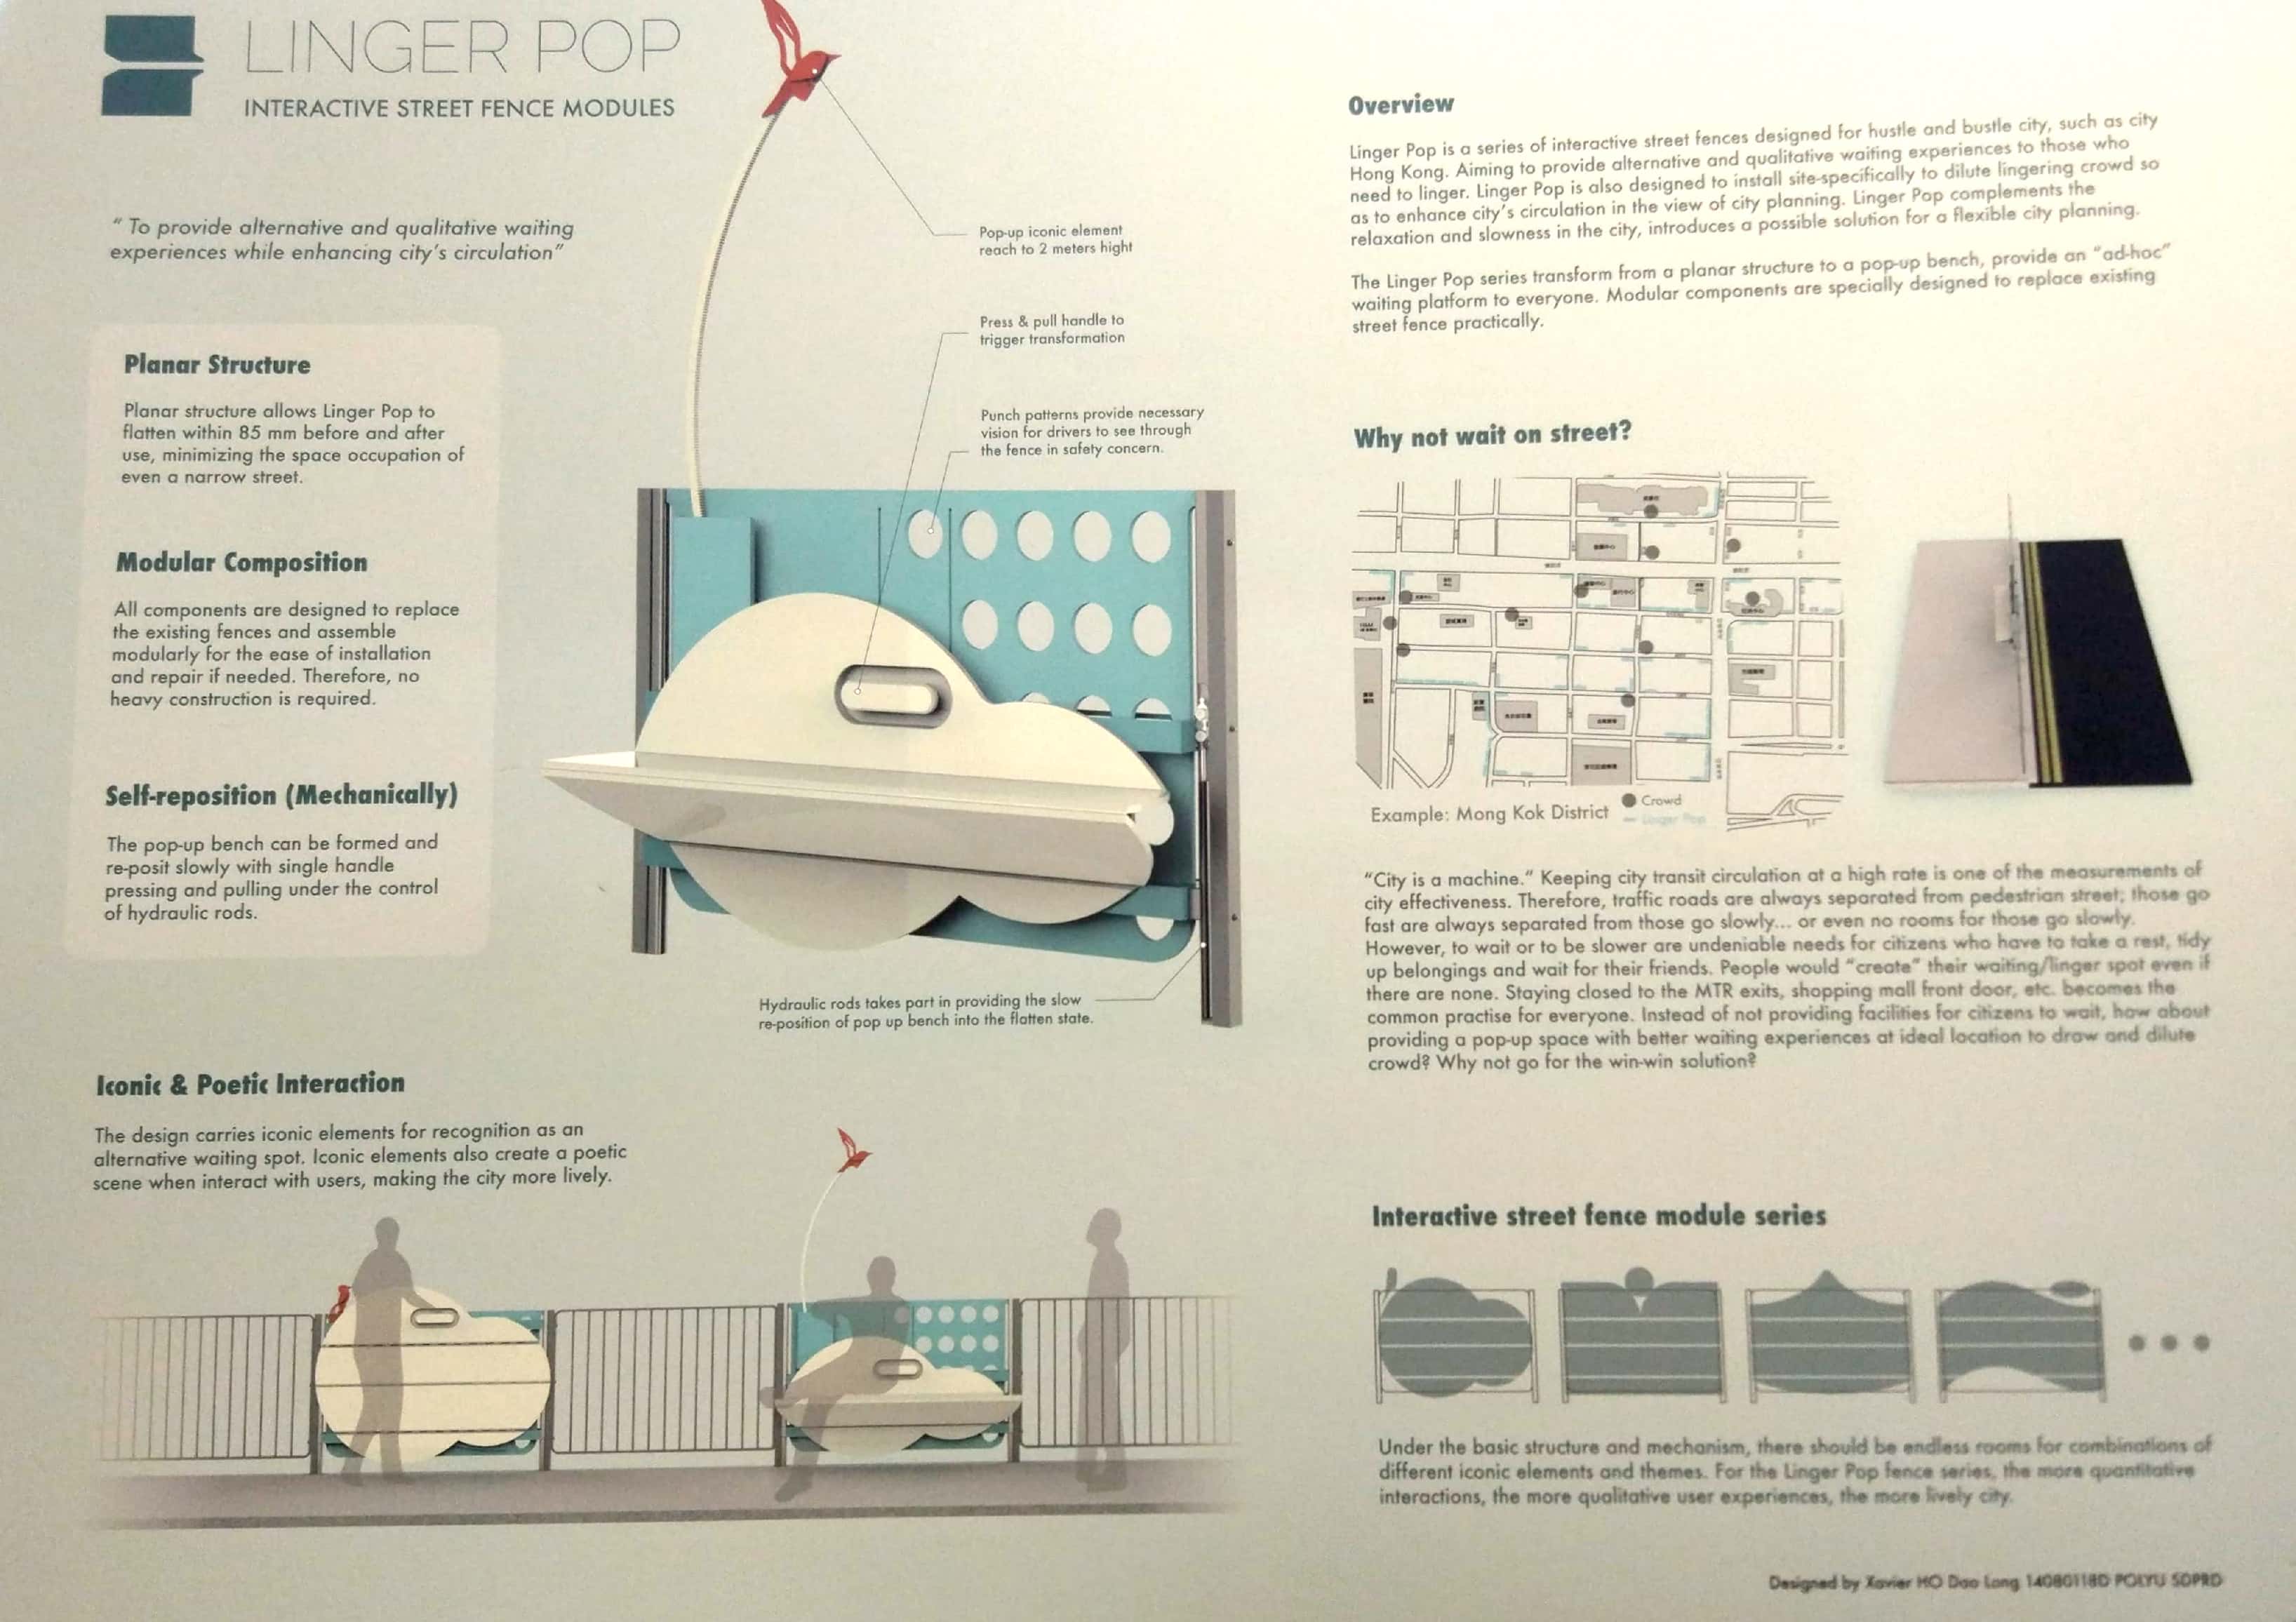 LINGER POP
INTERACTIVE STREET FENCE MODULES
" To provide alternative and qualitative waiting
experiences while enhancing city's circulation"
Planar Structure
Planar structure allows Linger Pop to
flatten within 85 mm before and after
use, minimizing the space occupation of
even a narrow street.
Modular Composition
All components are designed to replace
the existing fences and assemble
modularly for the ease of installation
and repair if needed. Therefore, no
heavy construction is required.
Self-reposition (Mechanically)
The pop-up bench can be formed and
re-posit slowly with single handle
pressing and pulling under the control
of hydraulic rods.
Pop-up iconic element
reach to 2 meters hight
Press & pull handle to
trigger transformation
Punch patterns provide necessary
vision for drivers to see through
the fence in safety concern.
Hydraulic rods takes part in providing the slow
re-position of pop up bench into the flatten state.
Iconic & Poetic Interaction
The design carries iconic elements for recognition as an
alternative waiting spot. Iconic elements also create a poetic
scene when interact with users, making the city more lively.
Overview
Linger Pop is a series of interactive street fences designed for hustle and bustle city, such as city
Hong Kong. Aiming to provide alternative and qualitative waiting experiences to those who
need to linger. Linger Pop is also designed to install site-specifically to dilute lingering crowd so
as to enhance city's circulation in the view of city planning. Linger Pop complements the
relaxation and slowness in the city, introduces a possible solution for a flexible city planning.
The Linger Pop series transform from a planar structure to a pop-up bench, provide an "ad-hoc"
waiting platform to everyone. Modular components are specially designed to replace existing
street fence practically.
Why not wait on street?
Example: Mong Kok District
Crowd
Linger Pop
"City is a machine." Keeping city transit circulation at a high rate is one of the measurements of
city effectiveness. Therefore, traffic roads are always separated from pedestrian street; those go
fast are always separated from those go slowly... or even no rooms for those go slowly.
However, to wait or to be slower are undeniable needs for citizens who have to take a rest, tidy
up belongings and wait for their friends. People would "create" their waiting/linger spot even if
there are none. Staying closed to the MTR exits, shopping mall front door, etc. becomes the
common practise for everyone. Instead of not providing facilities for citizens to wait, how about
providing a pop-up space with better waiting experiences at ideal location to draw and dilute
crowd? Why not go for the win-win solution?
Interactive street fence module series
Under the basic structure and mechanism, there should be endless rooms for combinations of
different iconic elements and themes. For the Linger Pop fence series, the more quantitative
interactions, the more qualitative user experiences, the more lively city.
Designed by Xavier HO Dao Long 14080118D POLYU SDPRD